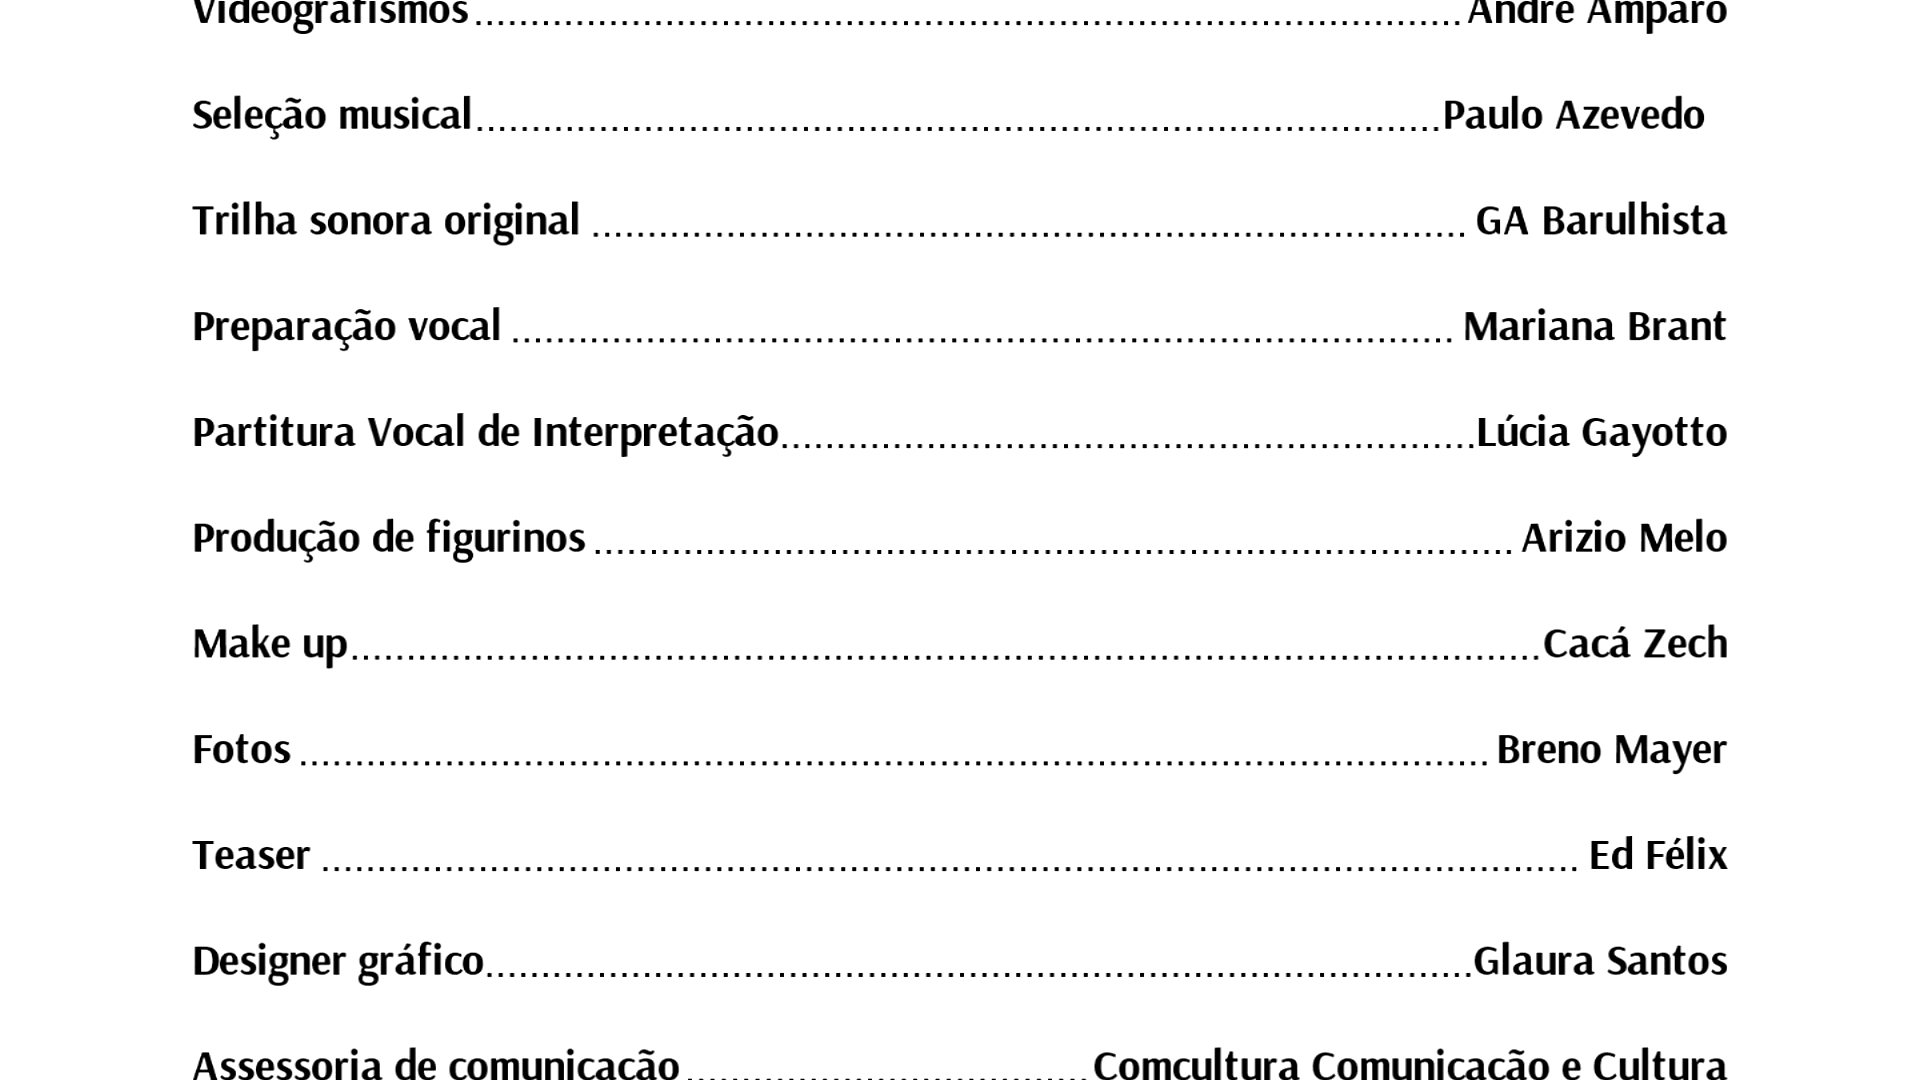 Videografismos........................................................................................................Andre Amparo
Seleção musical.....................................................................................................Paulo Azevedo
Trilha sonora original ............................................................................................ GA Barulhista
Preparação vocal ................................................................................................... Mariana Brant
Partitura Vocal de Interpretação.........................................................................Lúcia Gayotto
Produção de figurinos ................................................................................................. Arizio Melo
Make up.............................................................................................................................Cacá Zech
Fotos ............................................................................................................................. Breno Mayer
Teaser ..................................................................................................................................... Ed Félix
Designer gráfico........................................................................................................Glaura Santos
Assessoria de comunicação ..........................................Comcultura Comunicação e Cultura